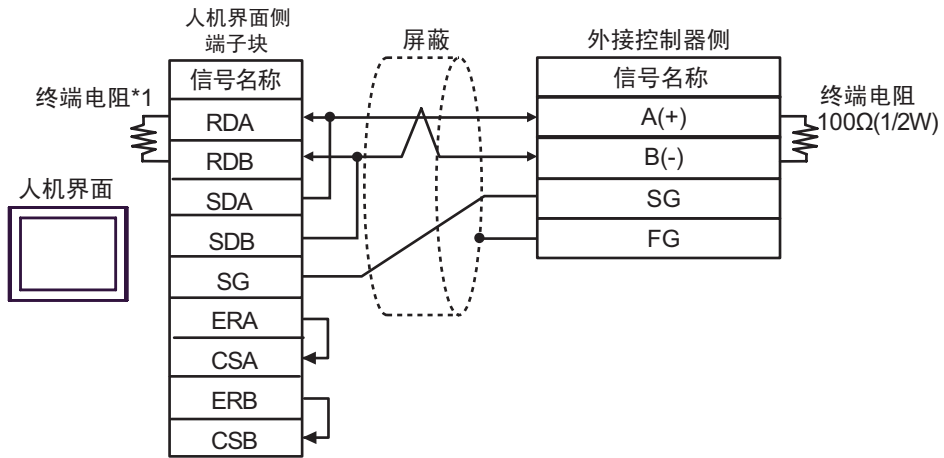 人机界面侧
端子块
屏蔽
外接控制器侧
信号名称
信号名称
终端电阻*1
终端电阻
100Ω(1/2W)
RDA
A(+)
RDB
B(-)
人机界面
SDA
SG
SDB
FG
SG
ERA
CSA
ERB
CSB